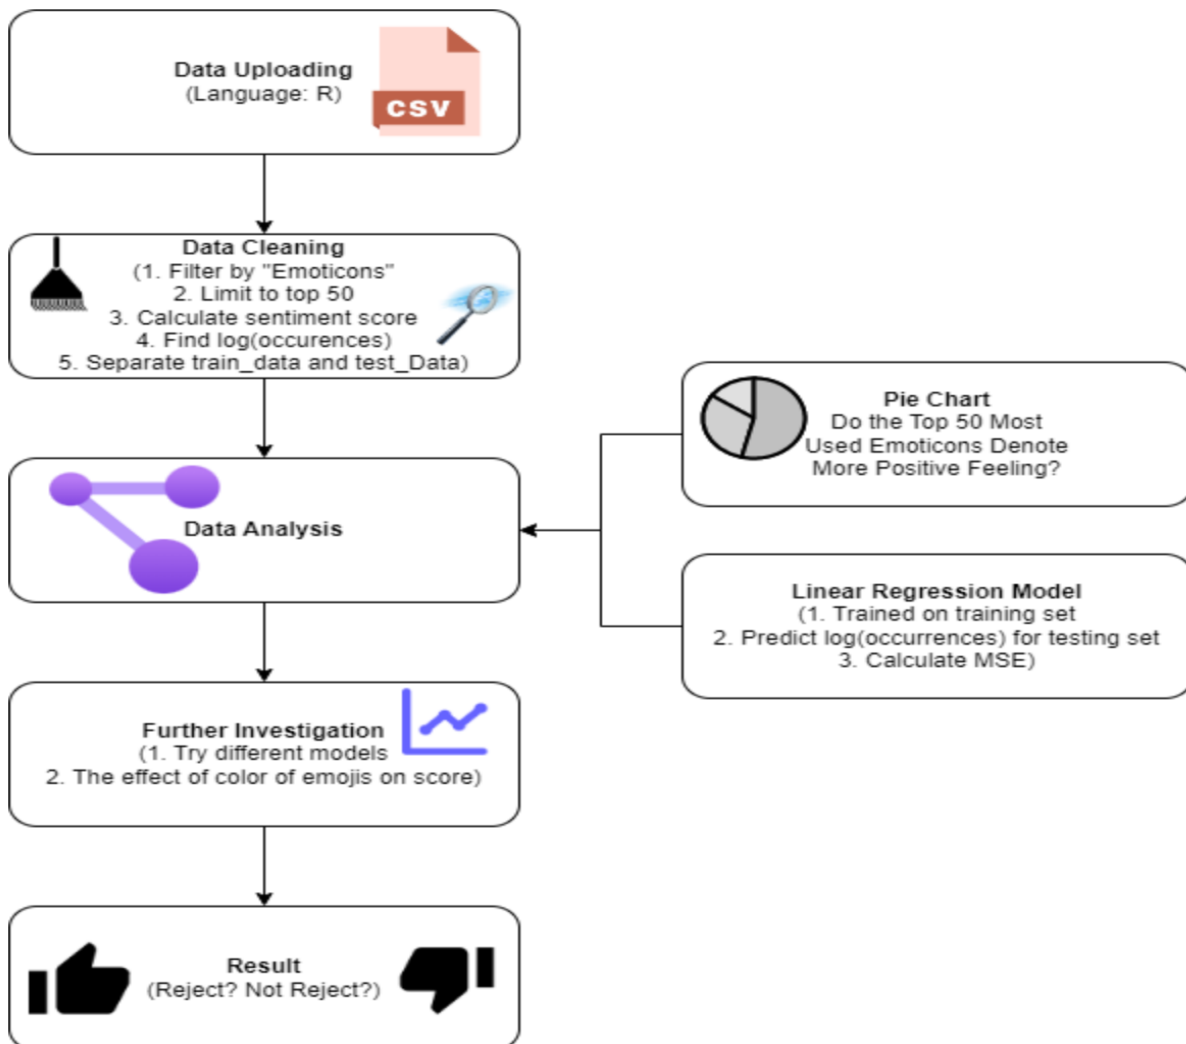 Data Uploading
(Language: R)
CSV
Data Cleaning
(1. Filter by "Emoticons"
2. Limit to top 50
3. Calculate sentiment score
4. Find log(occurences)
5. Separate train_data and test_Data)
Pie Chart
Do the Top 50 Most
Used Emoticons Denote
More Positive Feeling?
Data Analysis
Linear Regression Model
(1. Trained on training set
2. Predict log(occurrences) for testing set
3. Calculate MSE)
Further Investigation
(1. Try different models
2. The effect of color of emojis on score)
Result
(Reject? Not Reject?)